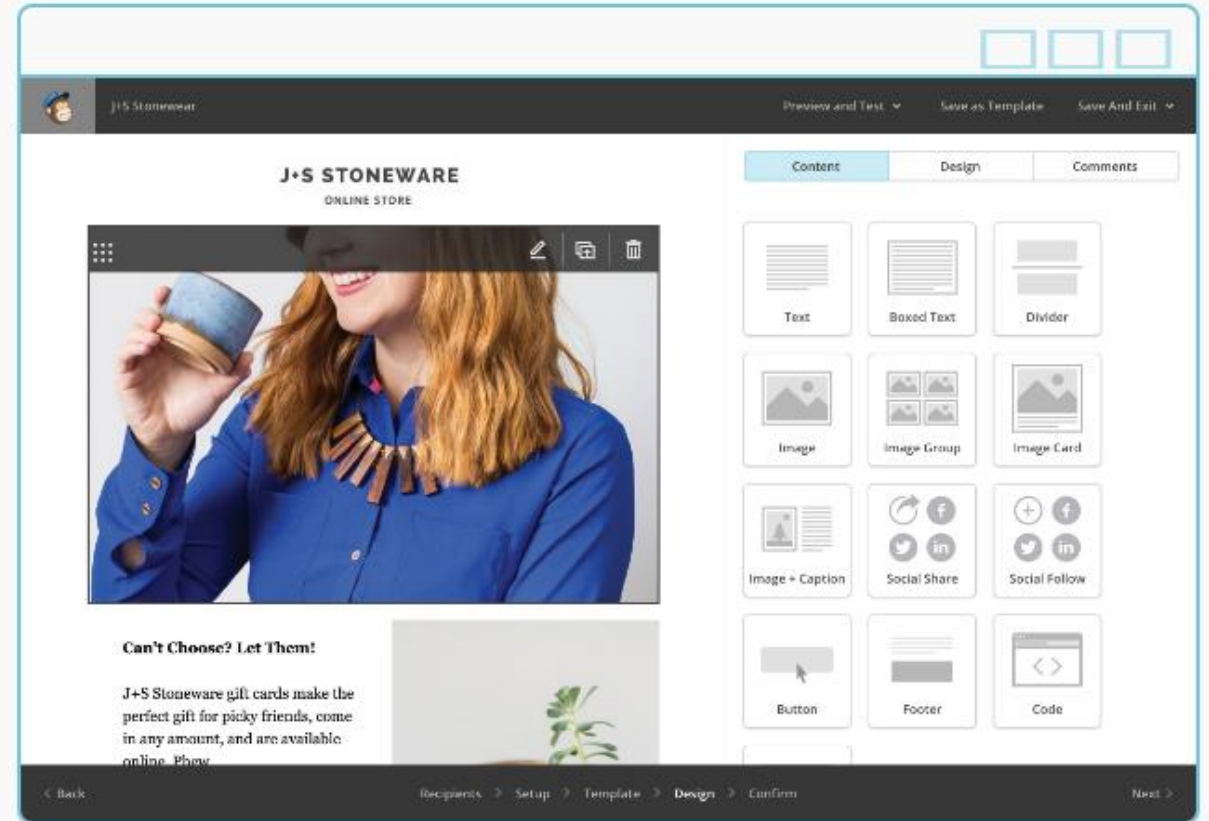 J+S Stonewear
Preview and Test
Save as Template
Save And Exit
J+S STONEWARE
ONLINE STORE
Content
Design
Comments
Text
Boxed Text
Divider
Image
Image Group
Image Card
Image + Caption
Social Share
Social Follow
Button
Footer
Code
Can't Choose? Let Them!
J+S Stoneware gift cards make the
perfect gift for picky friends, come
in any amount, and are available
online. Phew
< Back
Recipients > Setup > Template > Design > Confirm
Next >